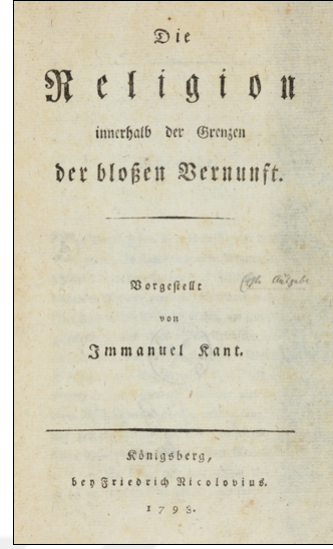 Die
Religion
innerhalb der Grenzen
der bloßen Vernunft.
Vorgestellt
von
Immanuel Kant.
Königsberg,
bey Friedrich Nicolovius.
1793.